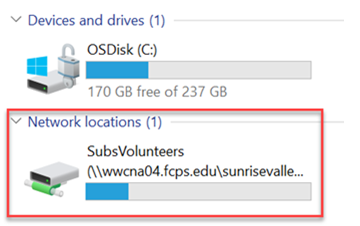 Devices and drives (1)
OSDisk (C:)
170 GB free of 237 GB
Network locations (1)
SubsVolunteers
(\\wwcna04.fcps.edu\sunrisevalle...